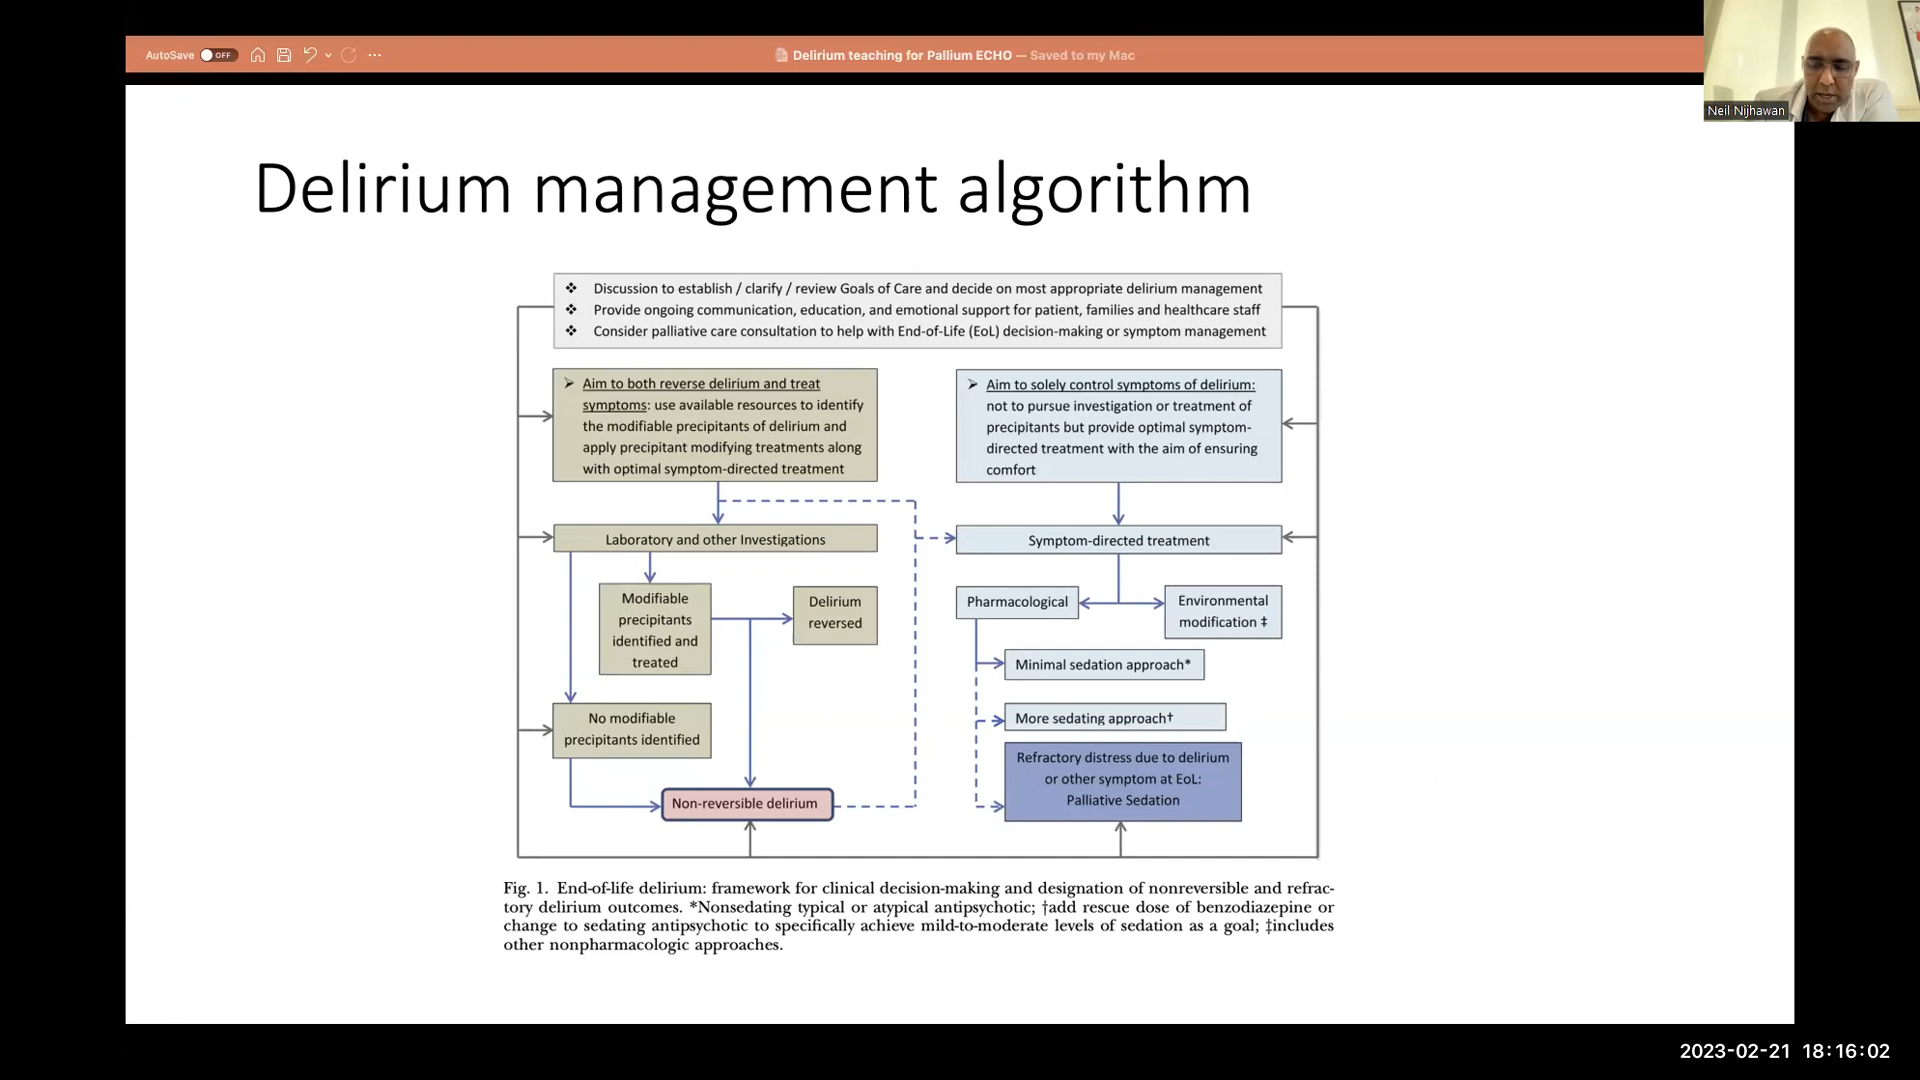 AutoSave OFF
Delirium teaching for Pallium ECHO — Saved to my Mac
Neil Nijhawan
Delirium management algorithm
❖ Discussion to establish / clarify / review Goals of Care and decide on most appropriate delirium management
❖ Provide ongoing communication, education, and emotional support for patient, families and healthcare staff
❖ Consider palliative care consultation to help with End-of-Life (EoL) decision-making or symptom management
➢ Aim to both reverse delirium and treat
symptoms: use available resources to identify
the modifiable precipitants of delirium and
apply precipitant modifying treatments along
with optimal symptom-directed treatment
➢ Aim to solely control symptoms of delirium:
not to pursue investigation or treatment of
precipitants but provide optimal symptom-
directed treatment with the aim of ensuring
comfort
Laboratory and other Investigations
Symptom-directed treatment
Modifiable
precipitants
identified and
treated
Delirium
reversed
Pharmacological
Environmental
modification ‡
Minimal sedation approach*
No modifiable
precipitants identified
More sedating approach†
Refractory distress due to delirium
or other symptom at EoL:
Palliative Sedation
Non-reversible delirium
Fig. 1. End-of-life delirium: framework for clinical decision-making and designation of nonreversible and refrac-
tory delirium outcomes. *Nonsedating typical or atypical antipsychotic; †add rescue dose of benzodiazepine or
change to sedating antipsychotic to specifically achieve mild-to-moderate levels of sedation as a goal; ‡includes
other nonpharmacologic approaches.
2023-02-21 18:16:02